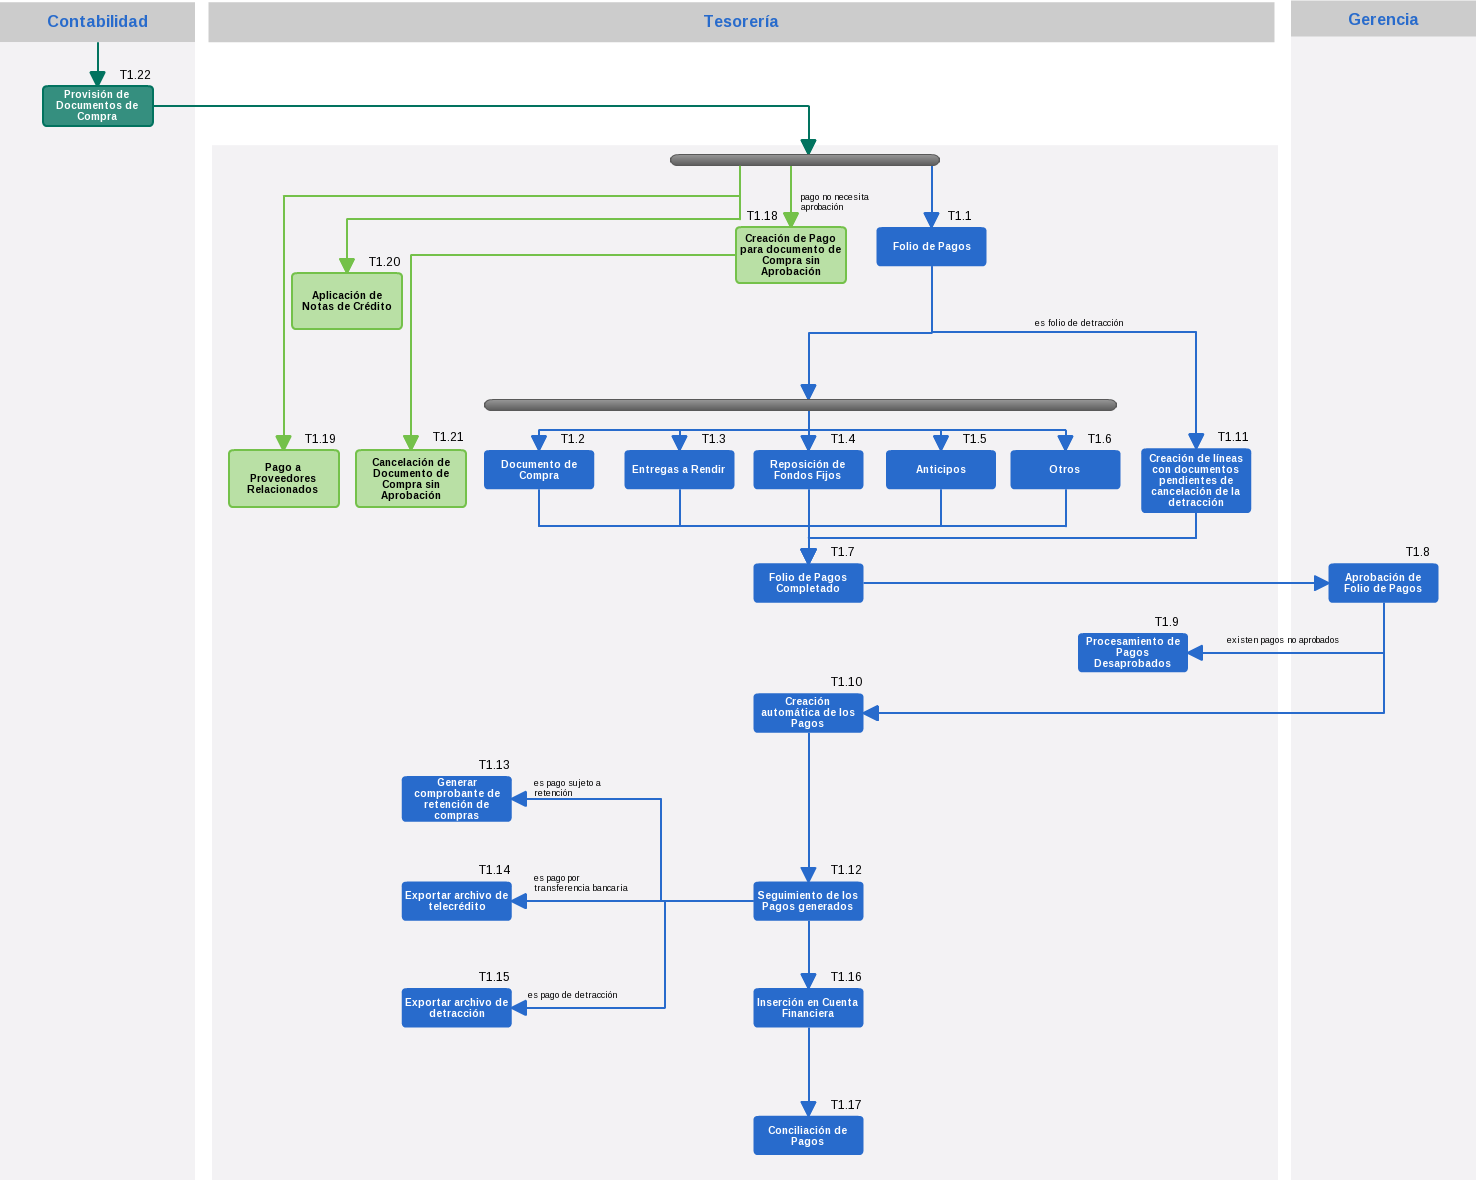 Contabilidad
Tesorería
Gerencia
T1.22
Provisión de
Documentos de
Compra
pago no necesita
aprobación
T1.18
Creación de Pago
para documento de
Compra sin
Aprobación
T1.1
Folio de Pagos
T1.20
Aplicación de
Notas de Crédito
es folio de detracción
T1.19
Pago a
Proveedores
Relacionados
T1.21
Cancelación de
Documento de
Compra sin
Aprobación
T1.2
Documento de
Compra
T1.3
Entregas a Rendir
T1.4
Reposición de
Fondos Fijos
T1.5
Anticipos
T1.6
Otros
T1.11
Creación de líneas
con documentos
pendientes de
cancelación de la
detracción
T1.7
Folio de Pagos
Completado
T1.8
Aprobación de
Folio de Pagos
T1.9
Procesamiento de
Pagos
Desaprobados
existen pagos no aprobados
T1.10
Creación
automática de los
Pagos
T1.13
Generar
comprobante de
retención de
compras
es pago sujeto a
retención
T1.14
Exportar archivo de
telecrédito
es pago por
transferencia bancaria
T1.12
Seguimiento de los
Pagos generados
T1.15
Exportar archivo de
detracción
es pago de detracción
T1.16
Inserción en Cuenta
Financiera
T1.17
Conciliación de
Pagos